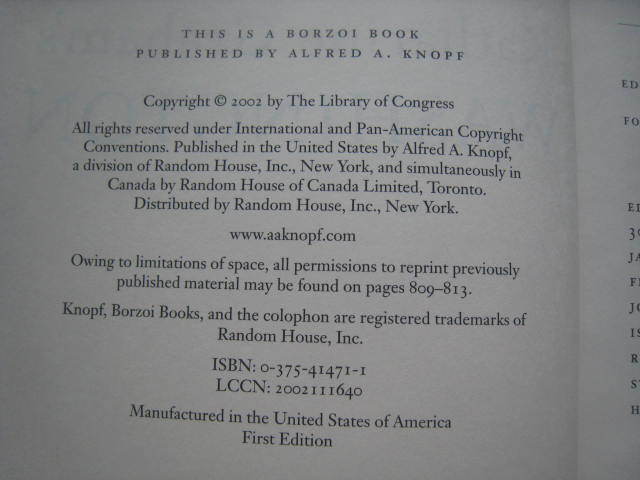 THIS IS A BORZOI BOOK
PUBLISHED BY ALFRED A. KNOPF
Copyright © 2002 by The Library of Congress
All rights reserved under International and Pan-American Copyright
Conventions. Published in the United States by Alfred A. Knopf,
a division of Random House, Inc., New York, and simultaneously in
Canada by Random House of Canada Limited, Toronto.
Distributed by Random House, Inc., New York.
www.aaknopf.com
Owing to limitations of space, all permissions to reprint previously
published material may be found on pages 809–813.
Knopf, Borzoi Books, and the colophon are registered trademarks of
Random House, Inc.
ISBN: 0-375-41471-1
LCCN: 2002111640
Manufactured in the United States of America
First Edition